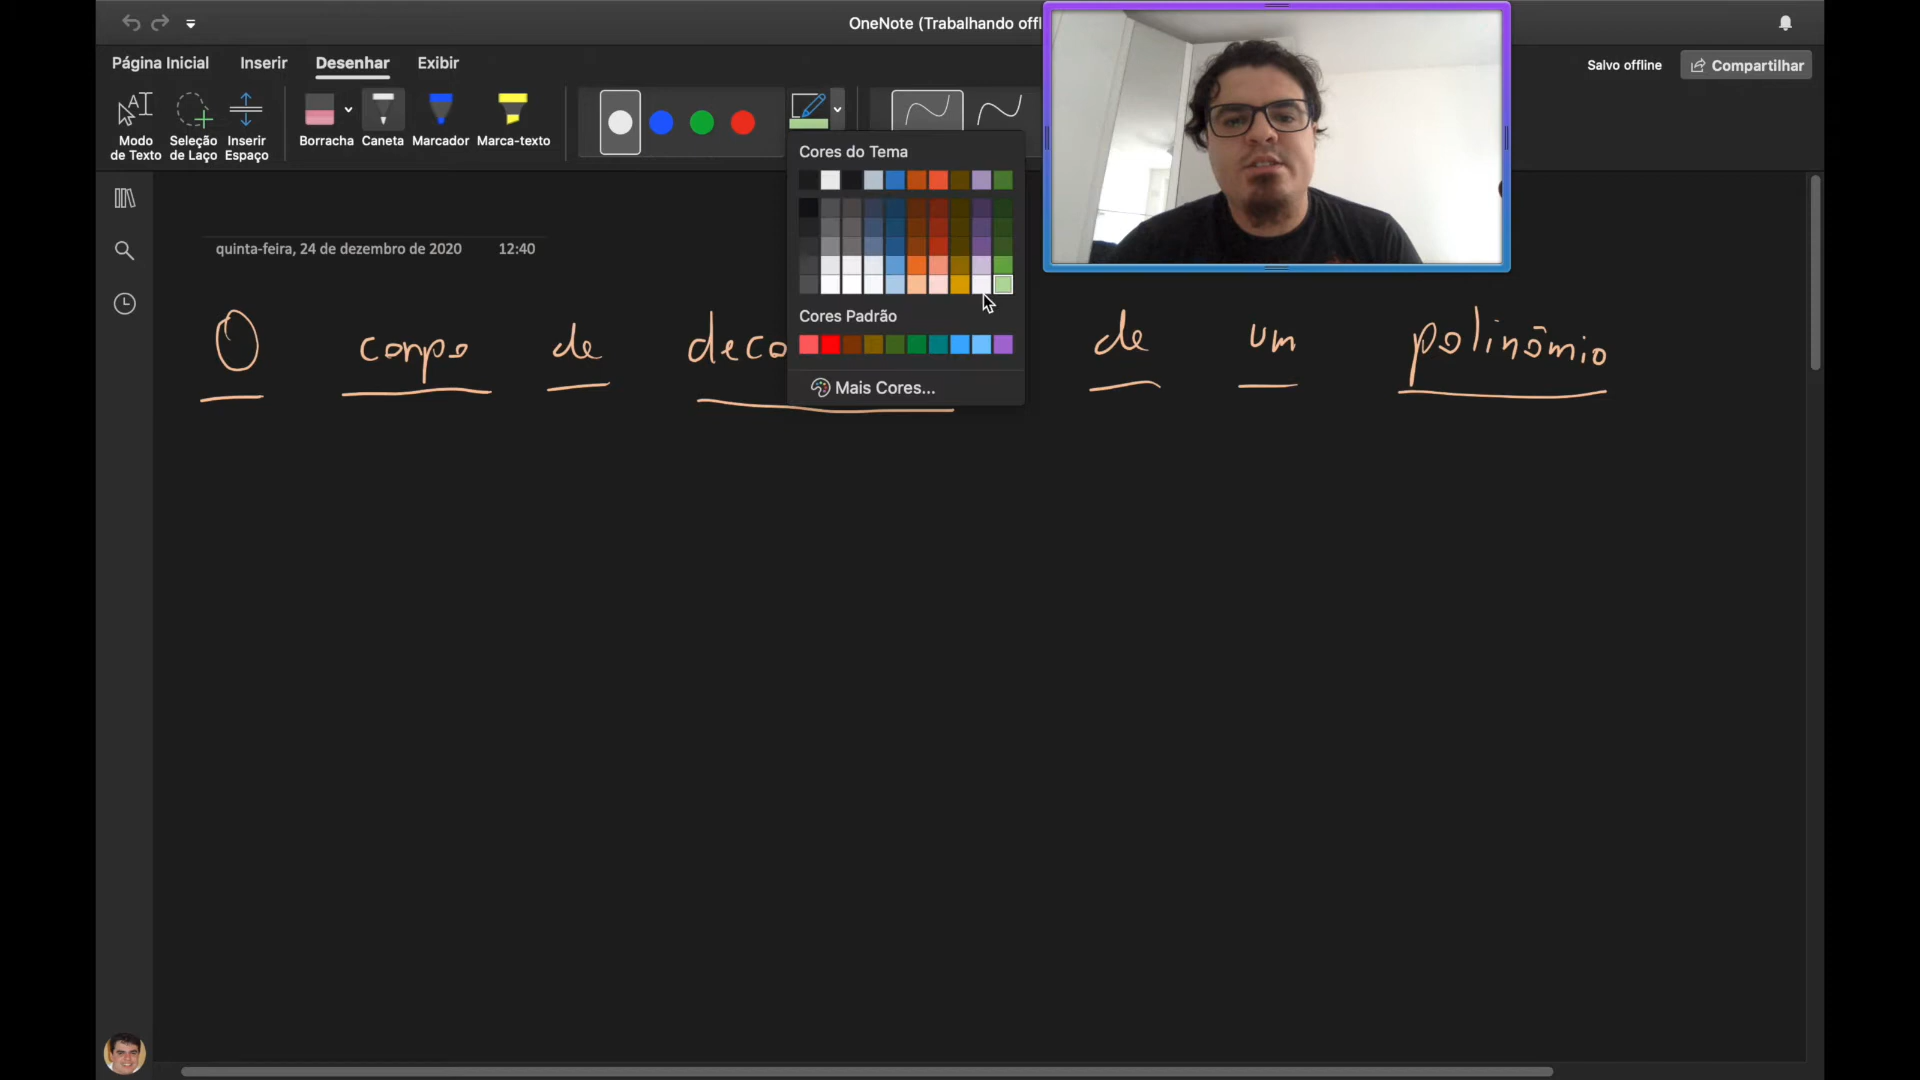 OneNote (Trabalhando offl
Página Inicial Inserir Desenhar Exibir
Salvo offline Compartilhar
Modo de Texto
Seleção de Laço
Inserir Espaço
Borracha
Caneta
Marcador
Marca-texto
Cores do Tema
Cores Padrão
Mais Cores...
quinta-feira, 24 de dezembro de 2020 12:40
O corpo de deco de um polinômio